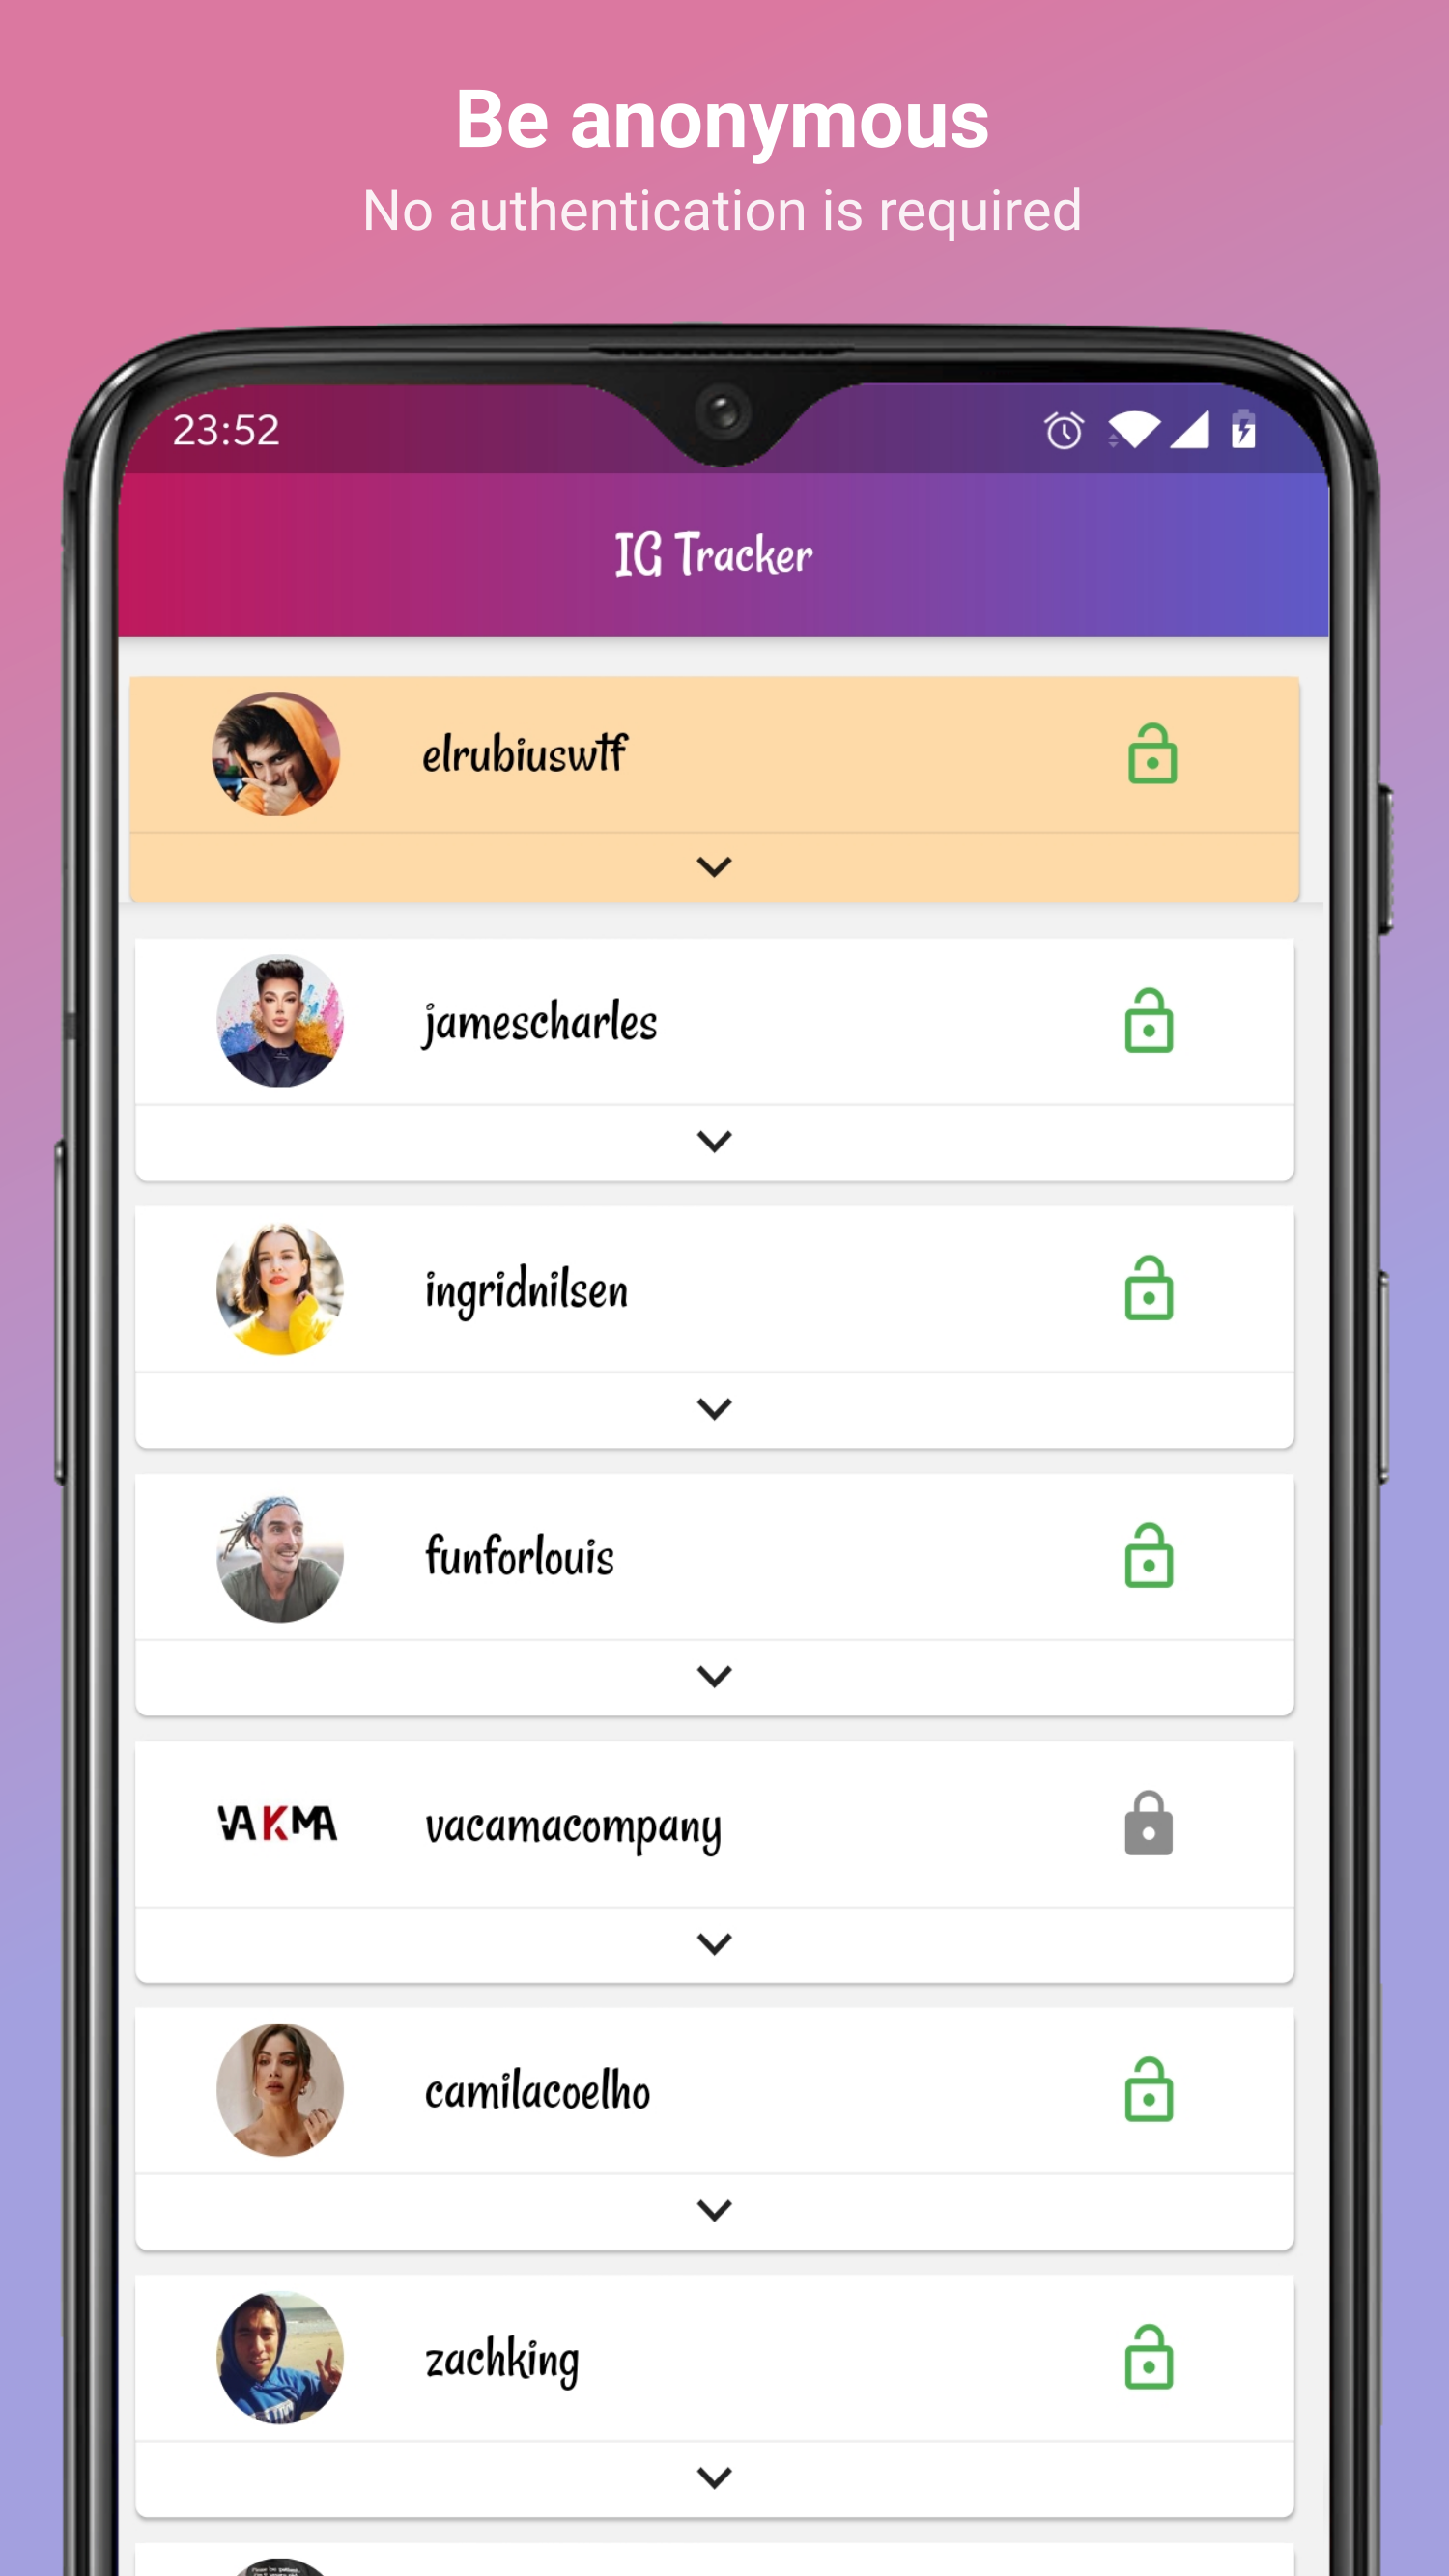 Be anonymous
No authentication is required
23:52
IG Tracker
elrubiuswtf
jamescharles
ingridnilsen
funforlouis
VAKMA
vacamacompany
camilacoelho
zachking